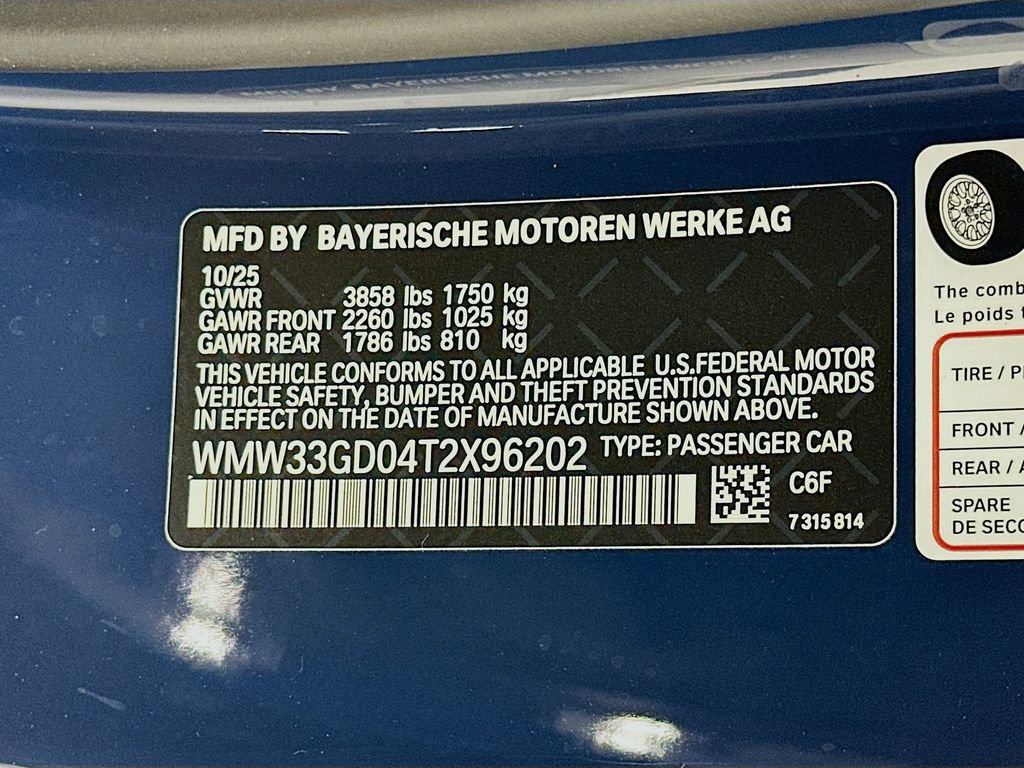 MFD BY BAYERISCHE MOTOREN WERKE AG
10/25
GVWR 3858 lbs 1750 kg
GAWR FRONT 2260 lbs 1025 kg
GAWR REAR 1786 lbs 810 kg
THIS VEHICLE CONFORMS TO ALL APPLICABLE U.S.FEDERAL MOTOR
VEHICLE SAFETY, BUMPER AND THEFT PREVENTION STANDARDS
IN EFFECT ON THE DATE OF MANUFACTURE SHOWN ABOVE.
WMW33GD04T2X96202 TYPE: PASSENGER CAR
C6F
7 315 814
The comb
Le poids
TIRE /
FRONT /
REAR /
SPARE
DE SECO